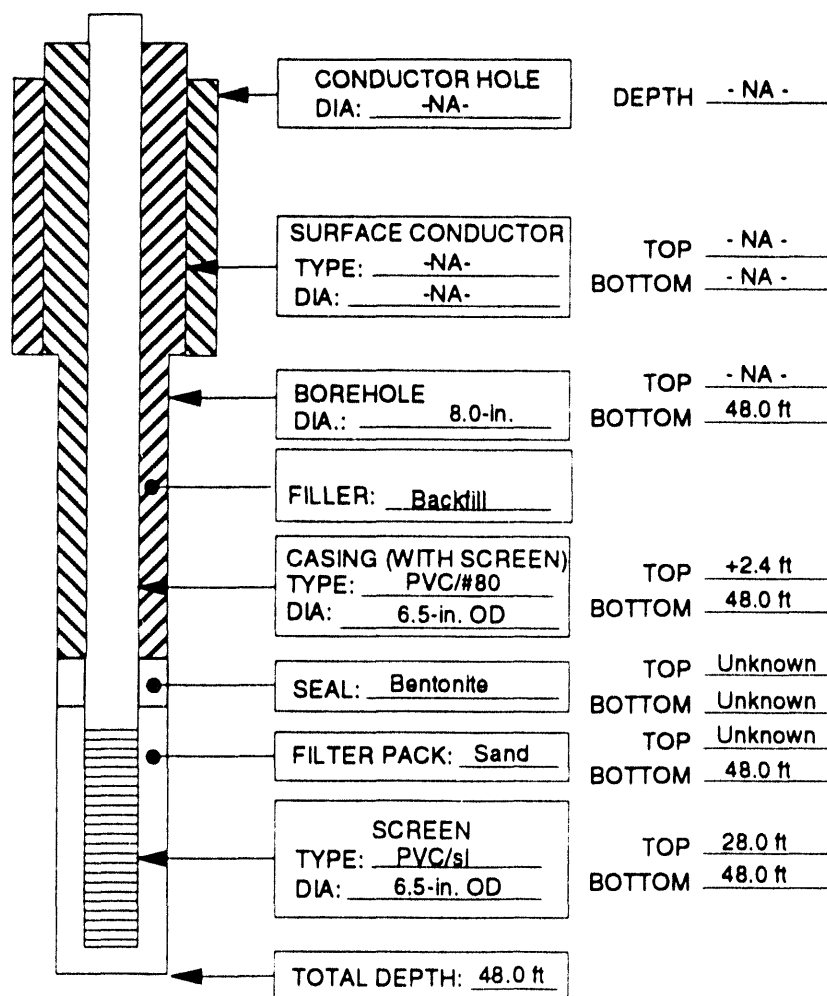 CONDUCTOR HOLE
DIA: -NA-
DEPTH - NA -
SURFACE CONDUCTOR
TYPE: -NA-
DIA: -NA-
TOP - NA -
BOTTOM - NA -
BOREHOLE
DIA.: 8.0-in.
TOP - NA -
BOTTOM 48.0 ft
FILLER: Backfill
CASING (WITH SCREEN)
TYPE: PVC/#80
DIA: 6.5-in. OD
TOP +2.4 ft
BOTTOM 48.0 ft
SEAL: Bentonite
TOP Unknown
BOTTOM Unknown
FILTER PACK: Sand
TOP Unknown
BOTTOM 48.0 ft
SCREEN
TYPE: PVC/sl
DIA: 6.5-in. OD
TOP 28.0 ft
BOTTOM 48.0 ft
TOTAL DEPTH: 48.0 ft